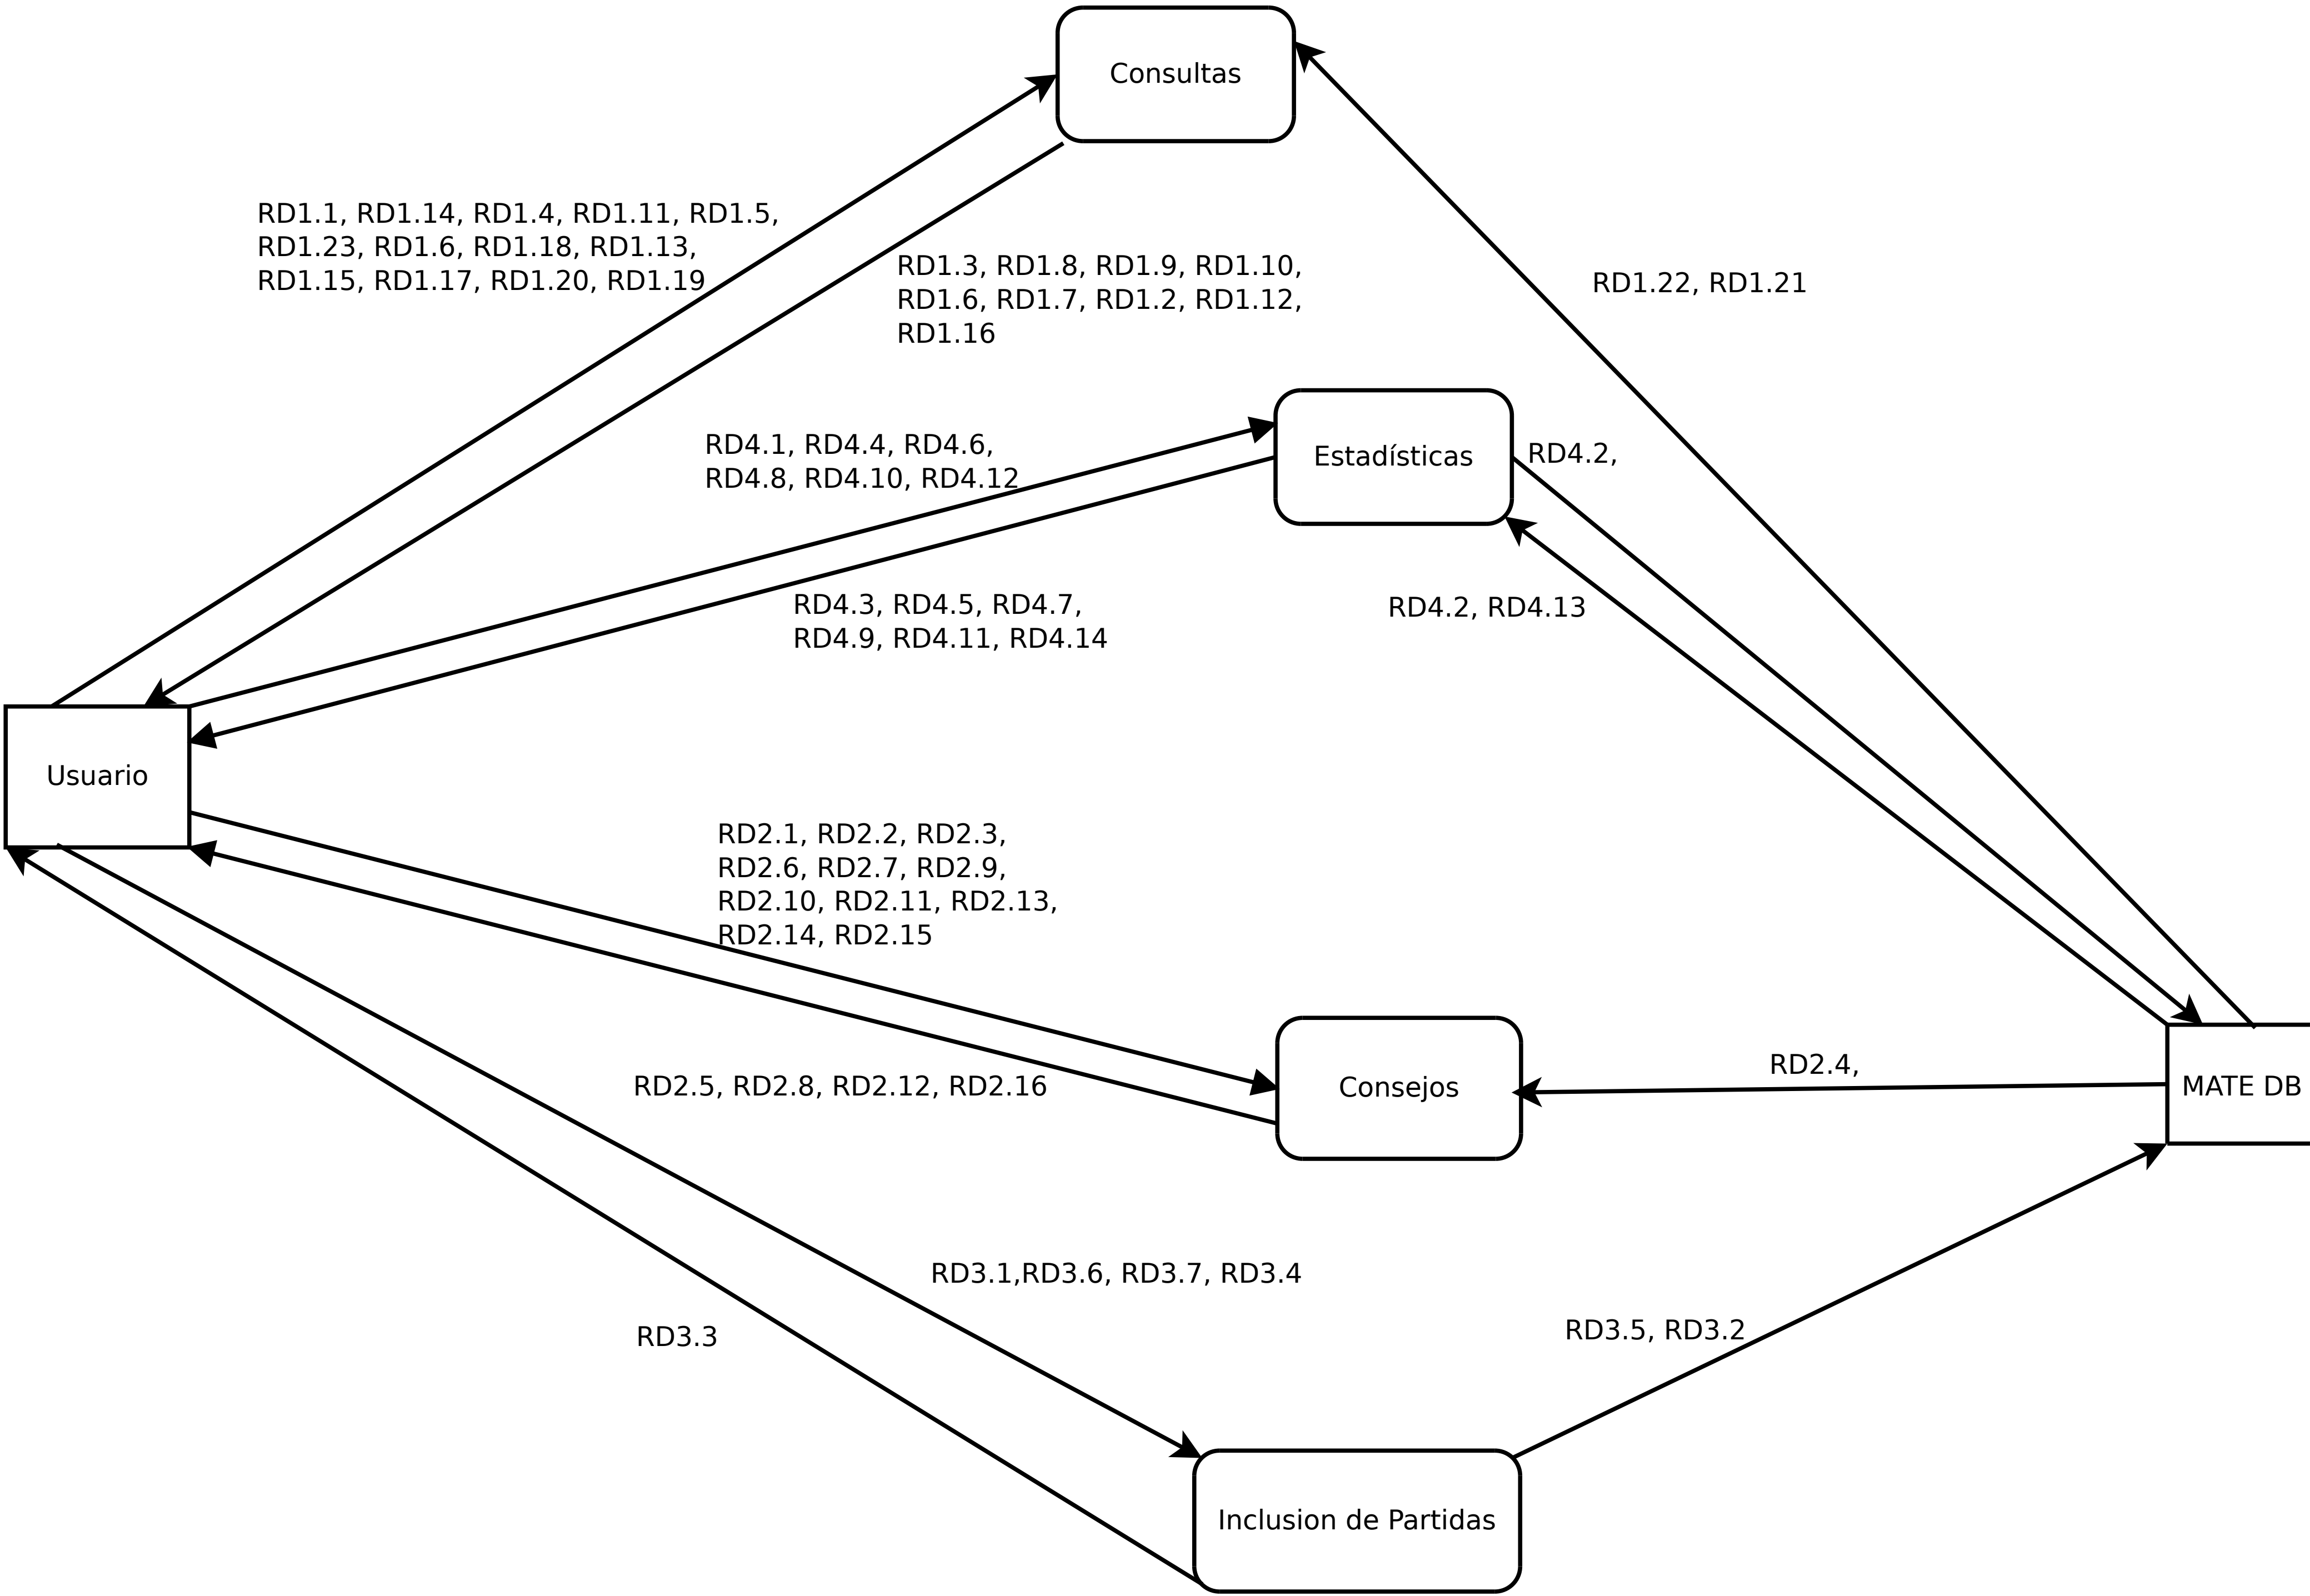 Consultas
RD1.1, RD1.14, RD1.4, RD1.11, RD1.5,
RD1.23, RD1.6, RD1.18, RD1.13,
RD1.15, RD1.17, RD1.20, RD1.19
RD1.3, RD1.8, RD1.9, RD1.10,
RD1.6, RD1.7, RD1.2, RD1.12,
RD1.16
RD1.22, RD1.21
RD4.1, RD4.4, RD4.6,
RD4.8, RD4.10, RD4.12
Estadísticas
RD4.2,
RD4.3, RD4.5, RD4.7,
RD4.9, RD4.11, RD4.14
RD4.2, RD4.13
Usuario
RD2.1, RD2.2, RD2.3,
RD2.6, RD2.7, RD2.9,
RD2.10, RD2.11, RD2.13,
RD2.14, RD2.15
RD2.5, RD2.8, RD2.12, RD2.16
Consejos
RD2.4,
MATE DB
RD3.1,RD3.6, RD3.7, RD3.4
RD3.3
RD3.5, RD3.2
Inclusion de Partidas